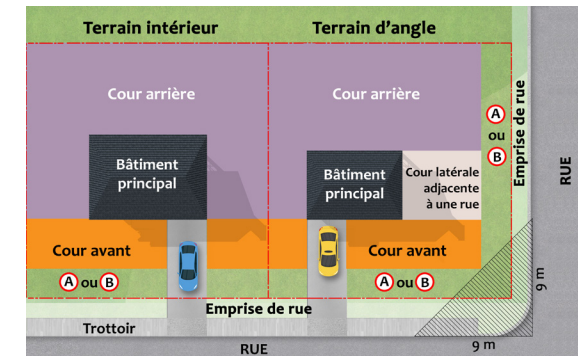 Terrain intérieur
Terrain d'angle
Cour arrière
Cour arrière
A
ou
B
Emprise de rue
RUE
Bâtiment
principal
Bâtiment
principal
Cour latérale
adjacente
à une rue
Cour avant
Cour avant
A ou B
A ou B
9 m
Emprise de rue
Trottoir
9 m
RUE